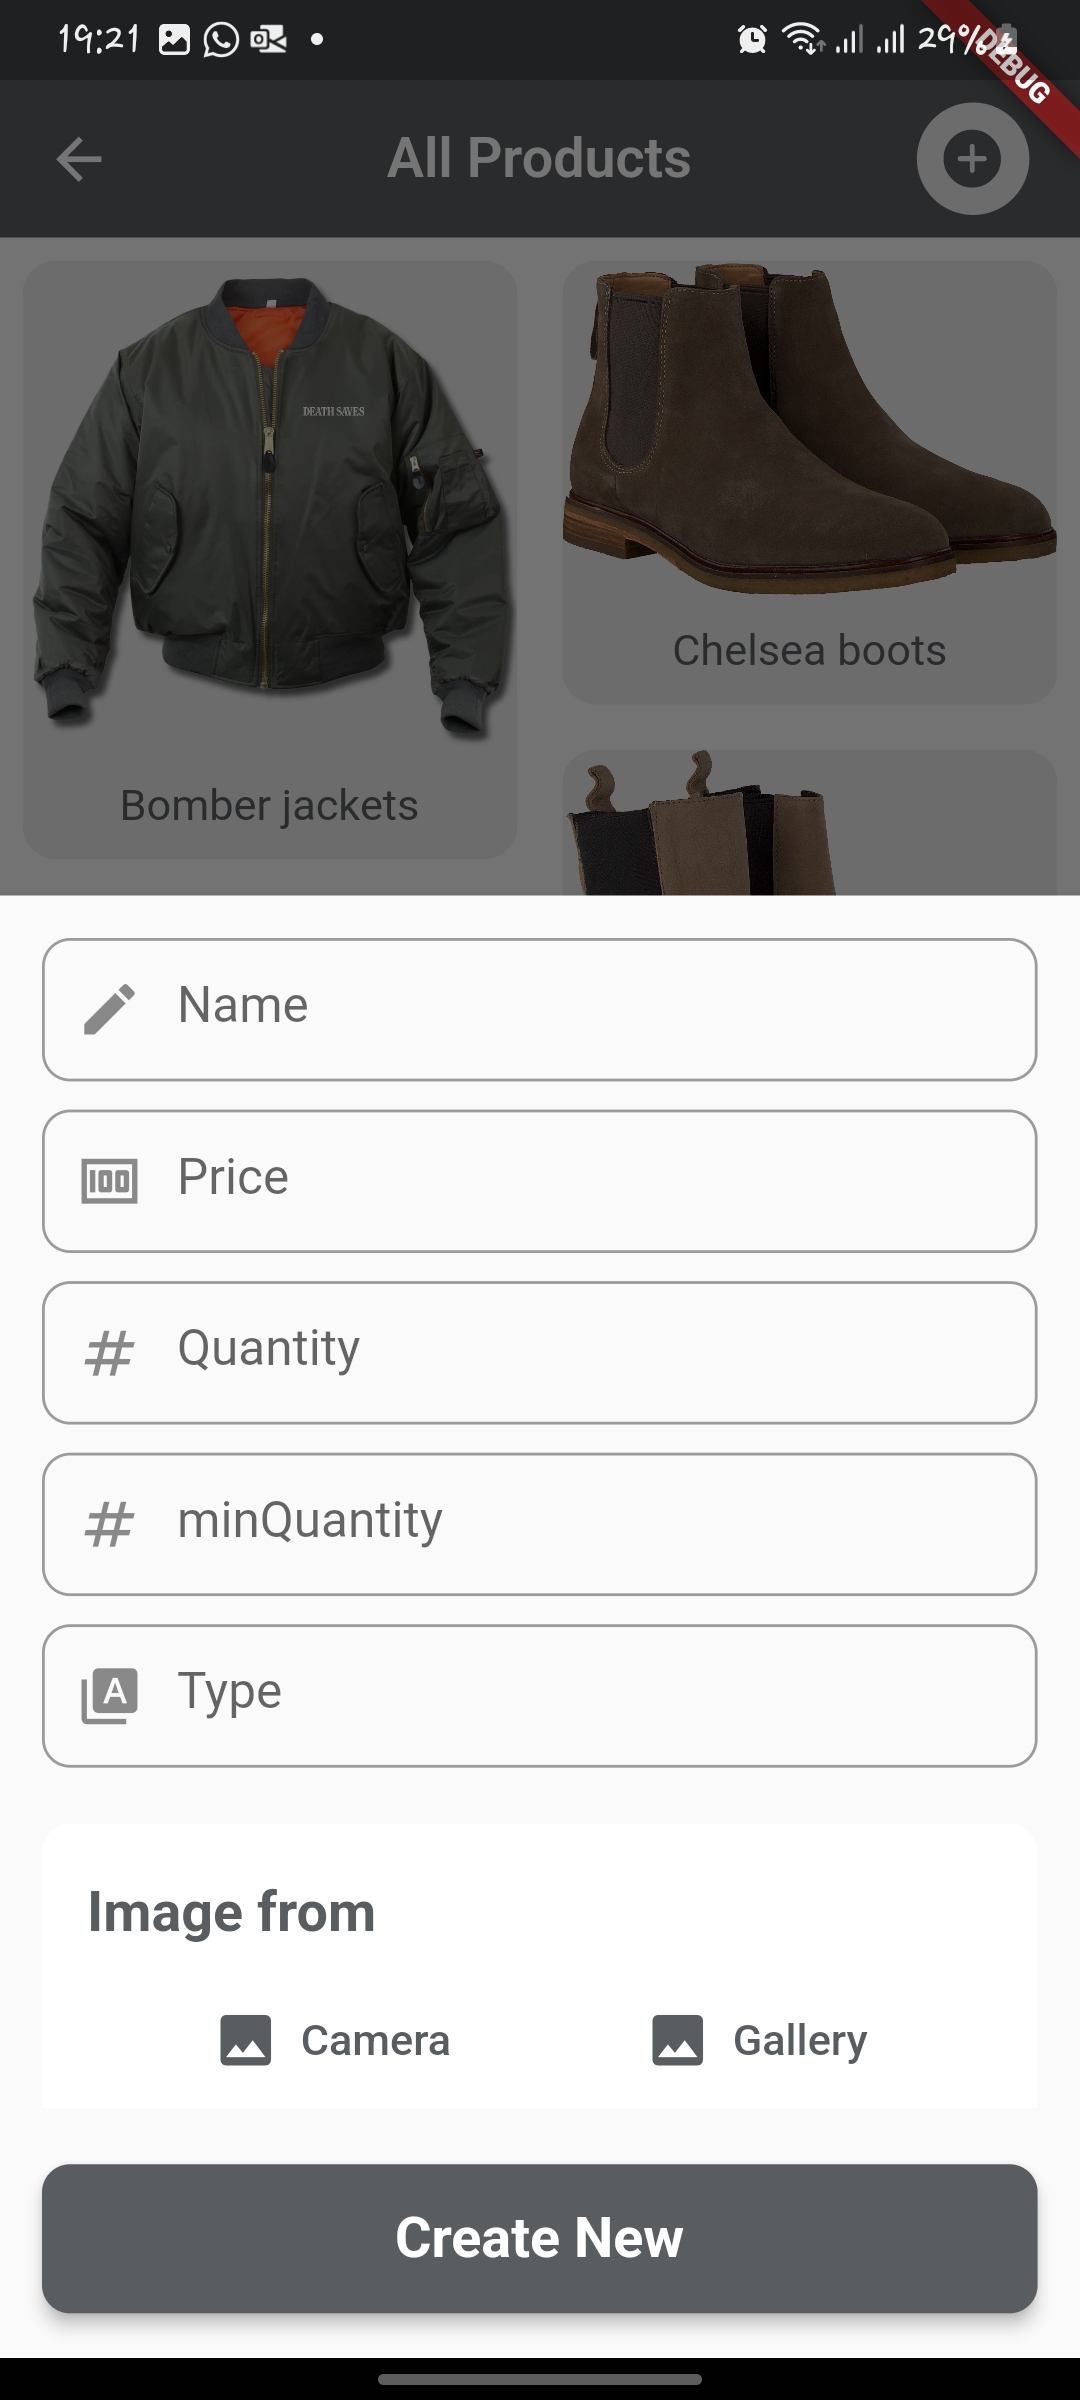 19:21
29%
DEBUG
All Products
DEATH SAVES
Chelsea boots
Bomber jackets
Name
100 Price
# Quantity
# minQuantity
A Type
Image from
Camera Gallery
Create New